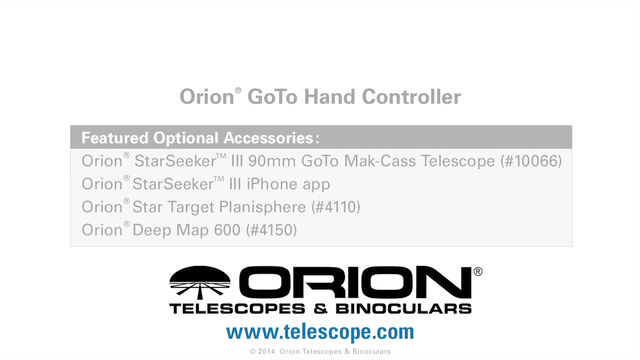 Orion® GoTo Hand Controller
Featured Optional Accessories:
Orion® StarSeeker™ III 90mm GoTo Mak-Cass Telescope (#10066)
Orion® StarSeeker™ III iPhone app
Orion® Star Target Planisphere (#4110)
Orion® Deep Map 600 (#4150)
ORION®
TELESCOPES & BINOCULARS
www.telescope.com
© 2014 Orion Telescopes & Binoculars